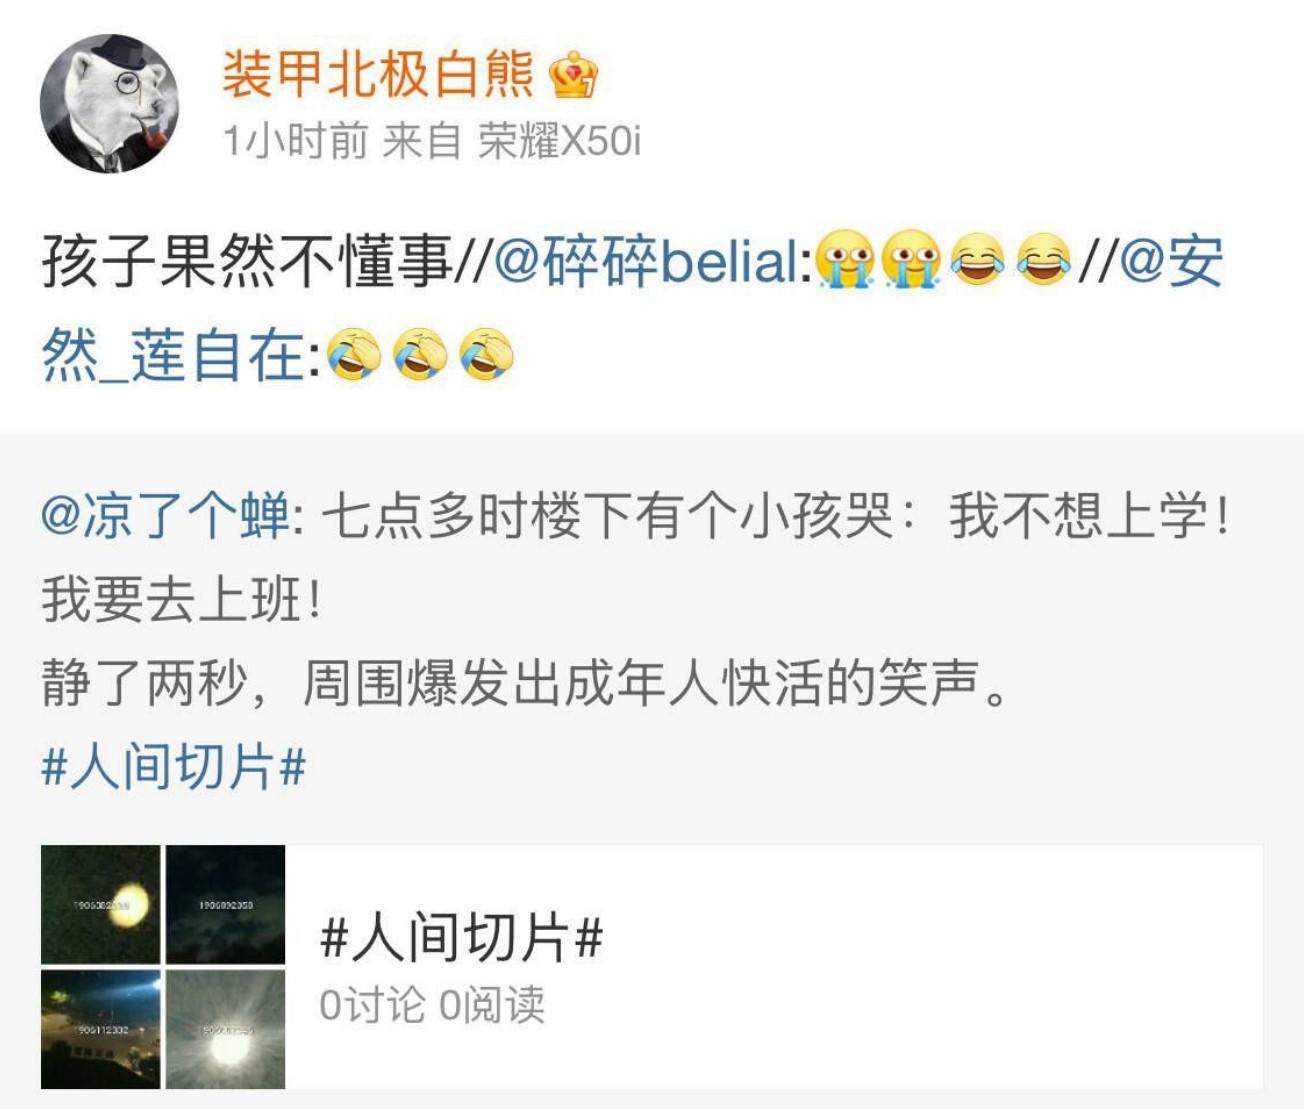 装甲北极白熊
1小时前 来自 荣耀X50i
孩子果然不懂事//@碎碎belial:😭😭😂😂//@安
然_莲自在:🤣🤣🤣
@凉了个蝉: 七点多时楼下有个小孩哭：我不想上学！
我要去上班！
静了两秒，周围爆发出成年人快活的笑声。
#人间切片#
#人间切片#
0讨论 0阅读
1906092350
1906112302